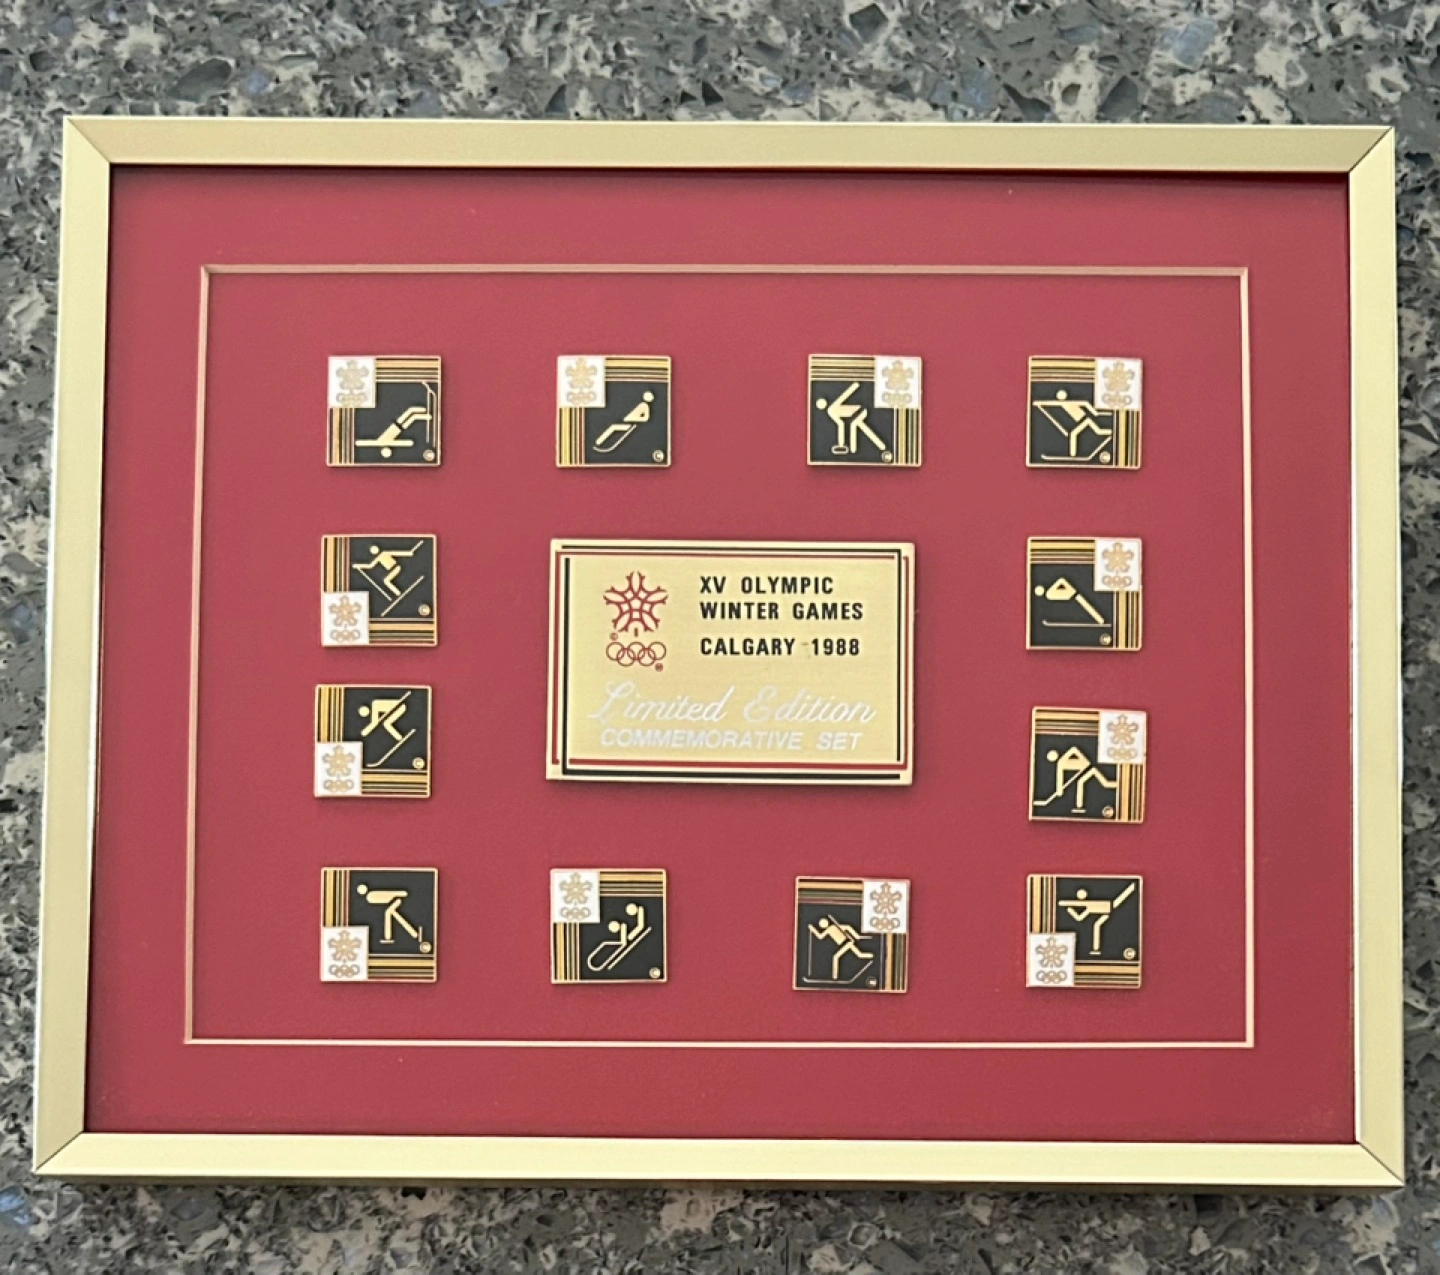 XV OLYMPIC
WINTER GAMES
CALGARY 1988
Limited Edition
COMMEMORATIVE SET